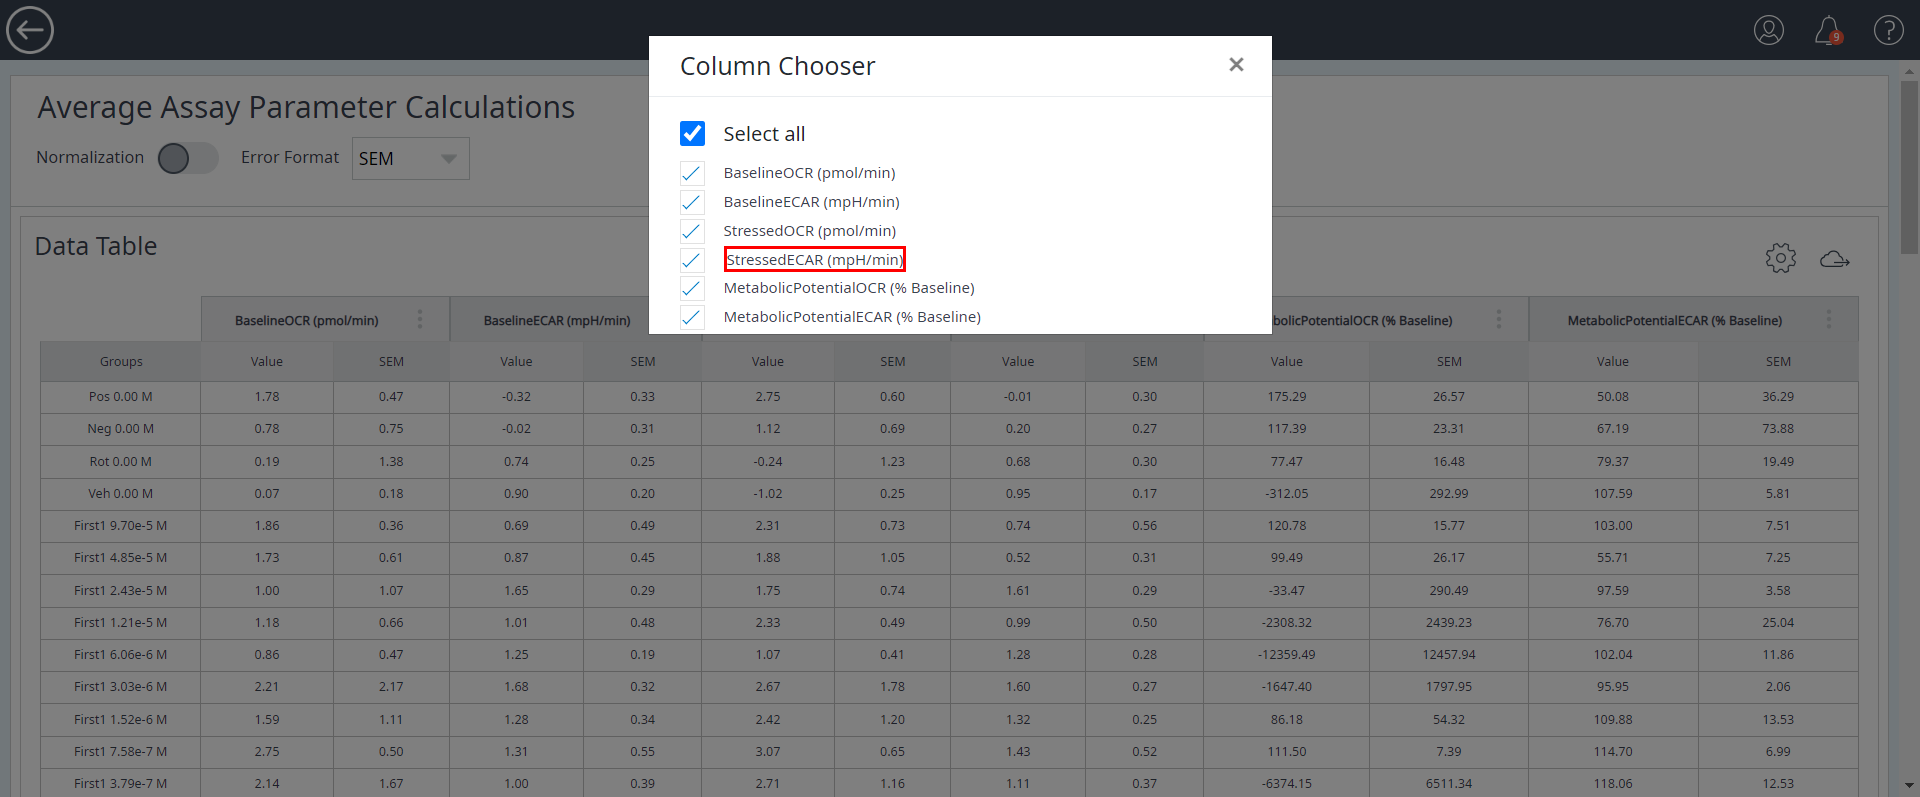 9
?
Column Chooser
Average Assay Parameter Calculations
Select all
Normalization Error Format SEM
BaselineOCR (pmol/min)
BaselineECAR (mpH/min)
StressedOCR (pmol/min)
StressedECAR (mpH/min)
MetabolicPotentialOCR (% Baseline)
MetabolicPotentialECAR (% Baseline)
Data Table
BaselineOCR (pmol/min) BaselineECAR (mpH/min) bolicPotentialOCR (% Baseline) MetabolicPotentialECAR (% Baseline)
Groups Value SEM Value SEM Value SEM Value SEM Value SEM Value SEM
Pos 0.00 M 1.78 0.47 -0.32 0.33 2.75 0.60 -0.01 0.30 175.29 26.57 50.08 36.29
Neg 0.00 M 0.78 0.75 -0.02 0.31 1.12 0.69 0.20 0.27 117.39 23.31 67.19 73.88
Rot 0.00 M 0.19 1.38 0.74 0.25 -0.24 1.23 0.68 0.30 77.47 16.48 79.37 19.49
Veh 0.00 M 0.07 0.18 0.90 0.20 -1.02 0.25 0.95 0.17 -312.05 292.99 107.59 5.81
First1 9.70e-5 M 1.86 0.36 0.69 0.49 2.31 0.73 0.74 0.56 120.78 15.77 103.00 7.51
First1 4.85e-5 M 1.73 0.61 0.87 0.45 1.88 1.05 0.52 0.31 99.49 26.17 55.71 7.25
First1 2.43e-5 M 1.00 1.07 1.65 0.29 1.75 0.74 1.61 0.29 -33.47 290.49 97.59 3.58
First1 1.21e-5 M 1.18 0.66 1.01 0.48 2.33 0.49 0.99 0.50 -2308.32 2439.23 76.70 25.04
First1 6.06e-6 M 0.86 0.47 1.25 0.19 1.07 0.41 1.28 0.28 -12359.49 12457.94 102.04 11.86
First1 3.03e-6 M 2.21 2.17 1.68 0.32 2.67 1.78 1.60 0.27 -1647.40 1797.95 95.95 2.06
First1 1.52e-6 M 1.59 1.11 1.28 0.34 2.42 1.20 1.32 0.25 86.18 54.32 109.88 13.53
First1 7.58e-7 M 2.75 0.50 1.31 0.55 3.07 0.65 1.43 0.52 111.50 7.39 114.70 6.99
First1 3.79e-7 M 2.14 1.67 1.00 0.39 2.71 1.16 1.11 0.37 -6374.15 6511.34 118.06 12.53